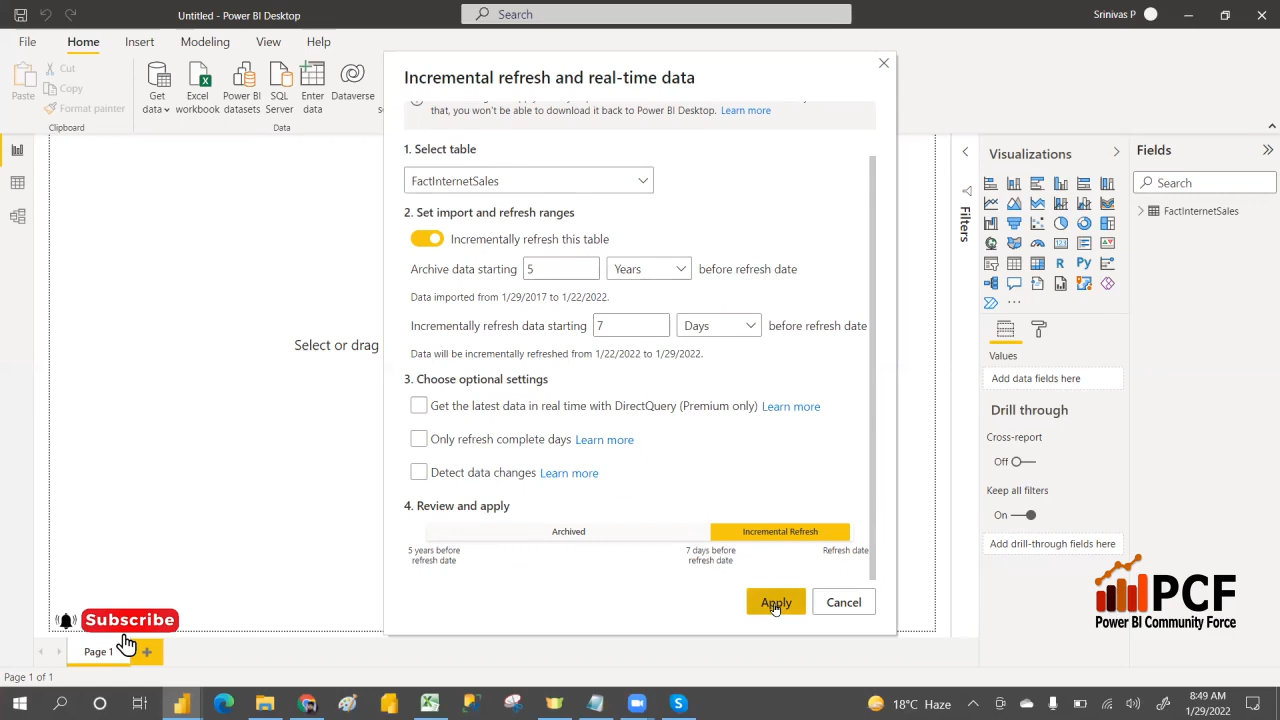 Untitled - Power BI Desktop
Search
Srinivas P
File
Home
Insert
Modeling
View
Help
Paste
Cut
Copy
Format painter
Clipboard
Get
data
Excel
workbook
Power BI
datasets
SQL
Server
Enter
data
Dataverse
Data
Incremental refresh and real-time data
that, you won't be able to download it back to Power BI Desktop. Learn more
1. Select table
FactInternetSales
2. Set import and refresh ranges
Incrementally refresh this table
Archive data starting 5 Years before refresh date
Data imported from 1/29/2017 to 1/22/2022.
Incrementally refresh data starting 7 Days before refresh date
Data will be incrementally refreshed from 1/22/2022 to 1/29/2022.
3. Choose optional settings
Get the latest data in real time with DirectQuery (Premium only) Learn more
Only refresh complete days Learn more
Detect data changes Learn more
4. Review and apply
Archived
Incremental Refresh
5 years before
refresh date
7 days before
refresh date
Refresh date
Apply
Cancel
Select or drag
Filters
Visualizations
R
Py
123
Values
Add data fields here
Drill through
Cross-report
Off
Keep all filters
On
Add drill-through fields here
Fields
Search
FactInternetSales
PCF
Power BI Community Force
Subscribe
Page 1
Page 1 of 1
18°C Haze
8:49 AM
1/29/2022